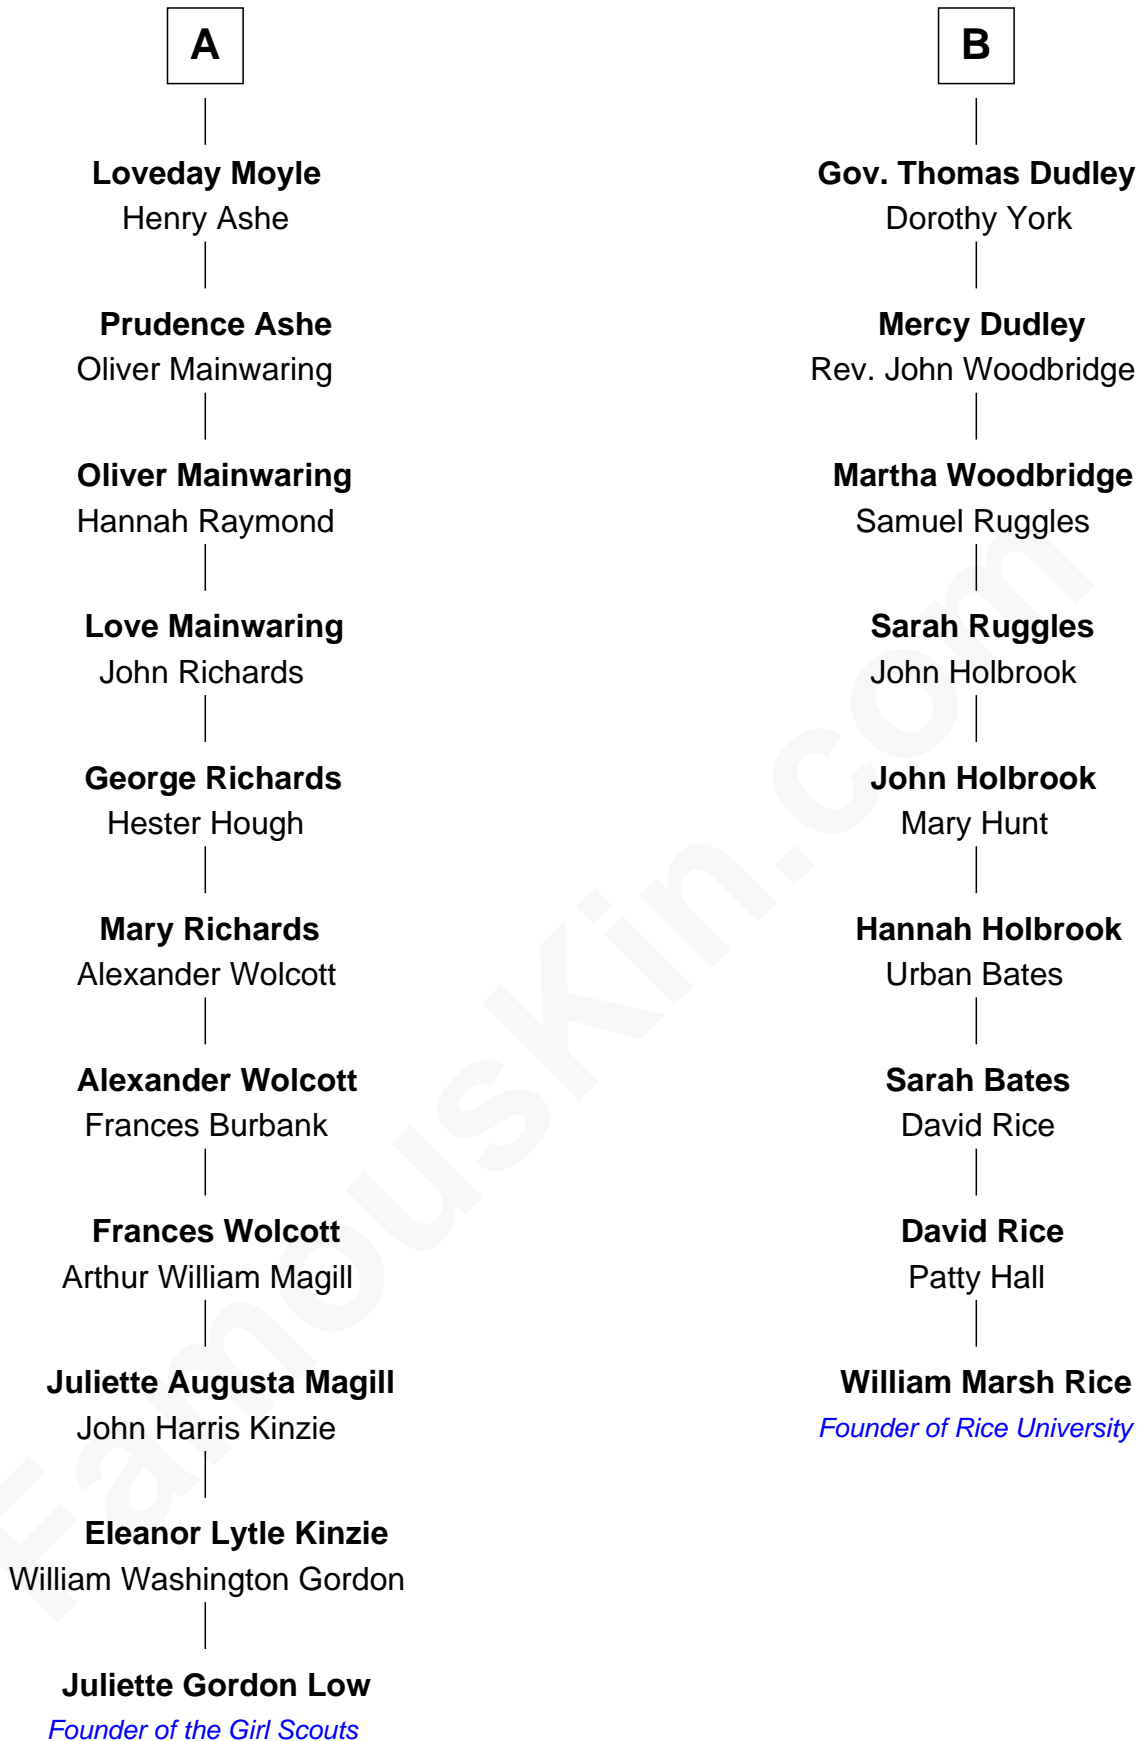 A
Loveday Moyle
Henry Ashe
Prudence Ashe
Oliver Mainwaring
Oliver Mainwaring
Hannah Raymond
Love Mainwaring
John Richards
George Richards
Hester Hough
Mary Richards
Alexander Wolcott
Alexander Wolcott
Frances Burbank
Frances Wolcott
Arthur William Magill
Juliette Augusta Magill
John Harris Kinzie
Eleanor Lytle Kinzie
William Washington Gordon
Juliette Gordon Low
Founder of the Girl Scouts
B
Gov. Thomas Dudley
Dorothy York
Mercy Dudley
Rev. John Woodbridge
Martha Woodbridge
Samuel Ruggles
Sarah Ruggles
John Holbrook
John Holbrook
Mary Hunt
Hannah Holbrook
Urban Bates
Sarah Bates
David Rice
David Rice
Patty Hall
William Marsh Rice
Founder of Rice University
FamousKin.com